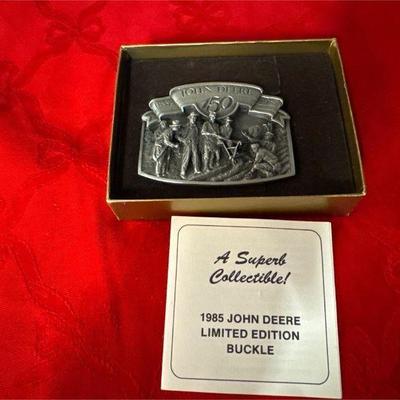 JOHN DEERE
150
A Superb
Collectible!
1985 JOHN DEERE
LIMITED EDITION
BUCKLE